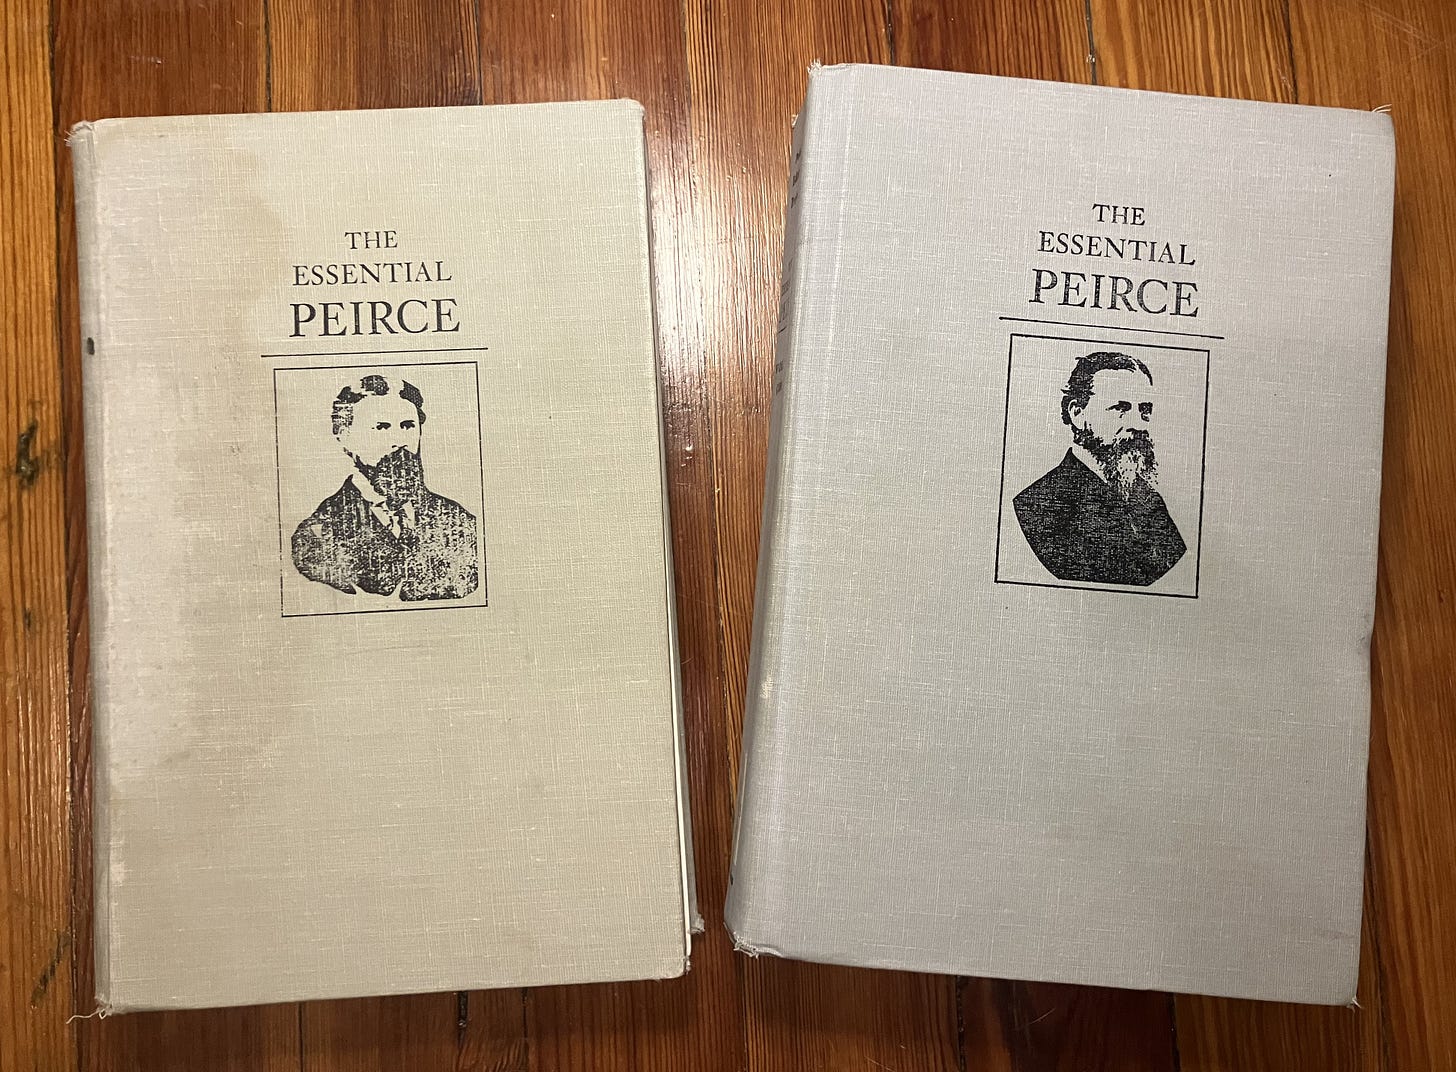 THE
ESSENTIAL
PEIRCE
THE
ESSENTIAL
PEIRCE